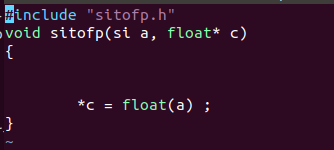 #include "sitofp.h"
void sitofp(si a, float* c)
{
*c = float(a) ;
}
~